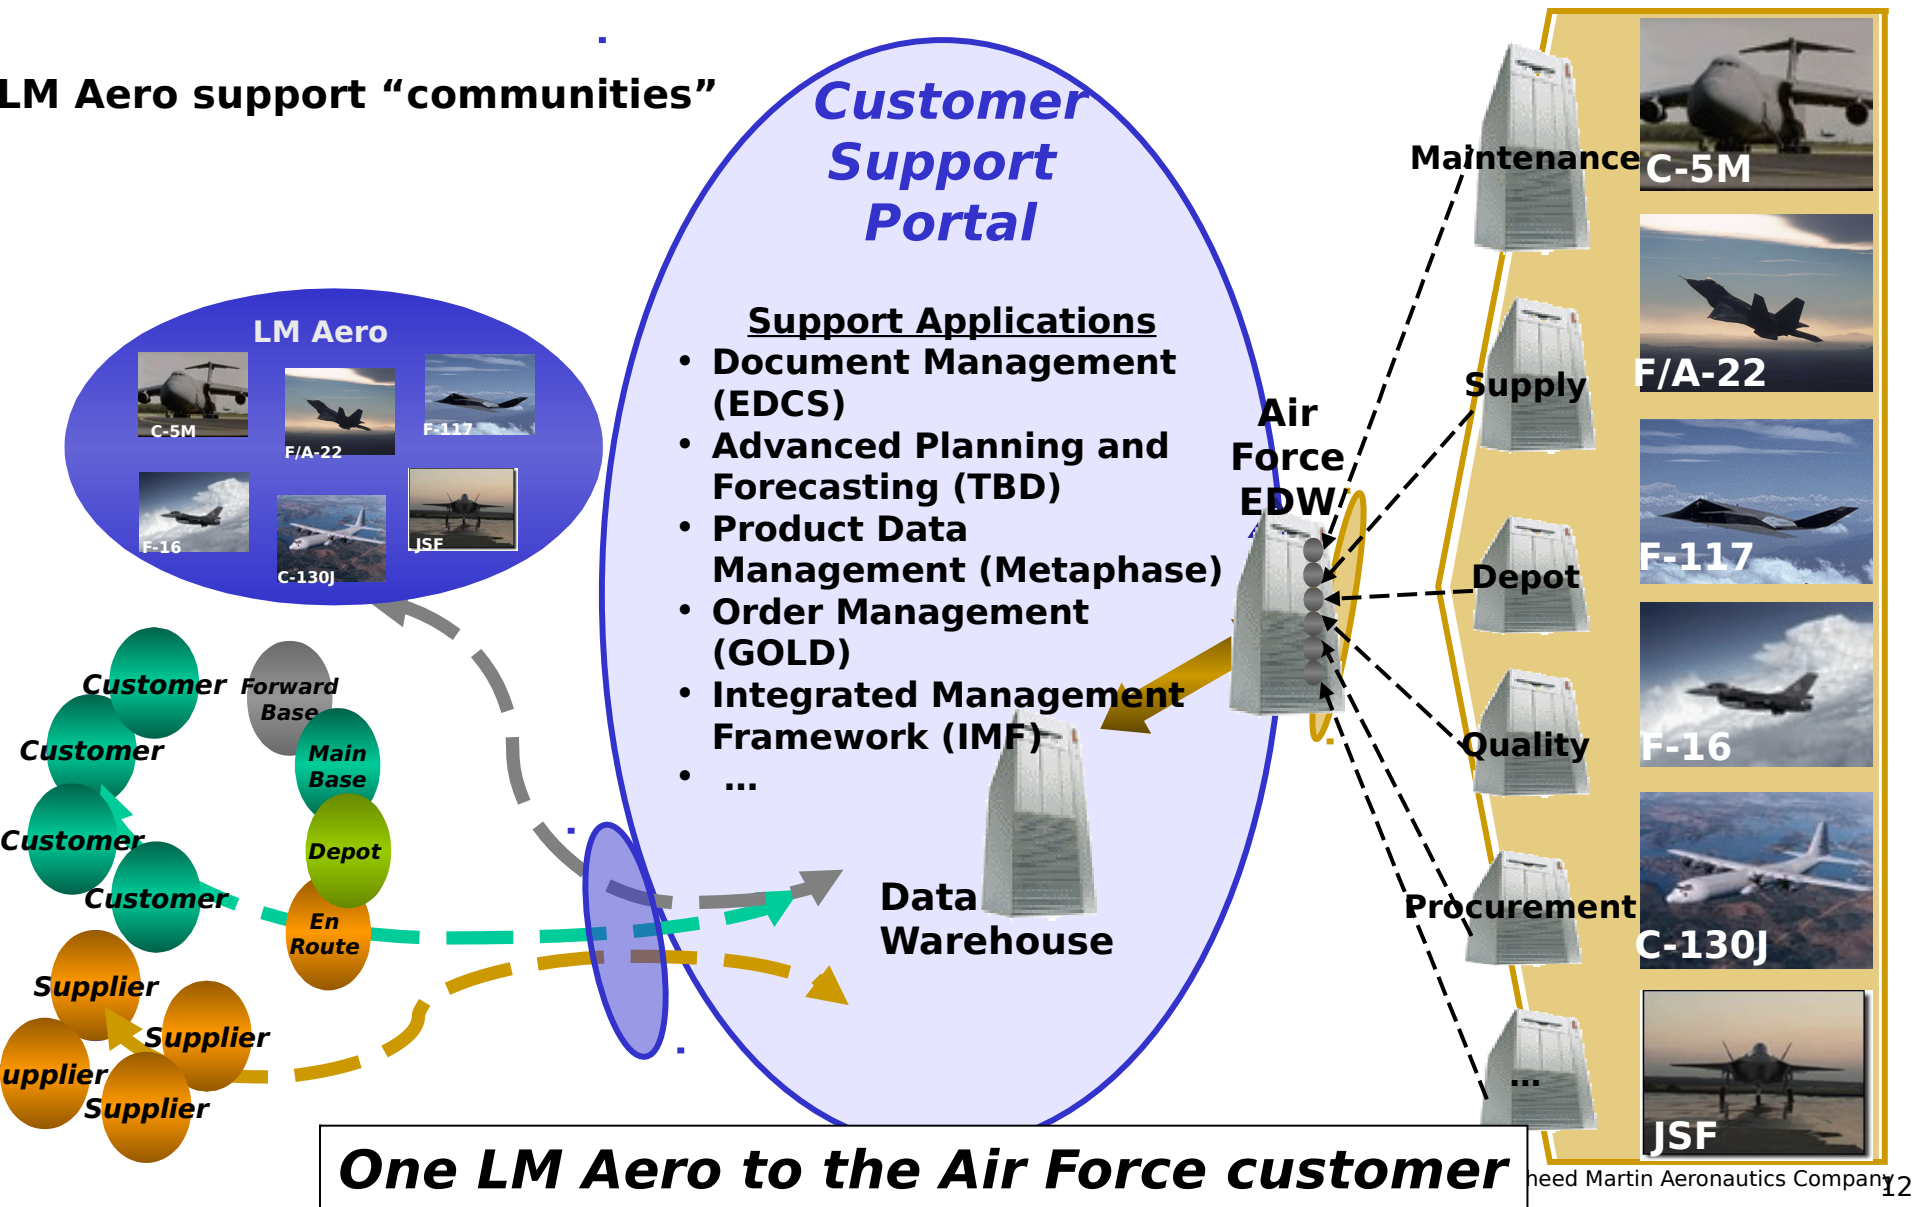 LM Aero support “communities”
Customer
Support
Portal
Support Applications
• Document Management
(EDCS)
• Advanced Planning and
Forecasting (TBD)
• Product Data
Management (Metaphase)
• Order Management
(GOLD)
• Integrated Management
Framework (IMF)
• …
Data
Warehouse
LM Aero
C-5M
F/A-22
F-117
F-16
C-130J
JSF
Customer
Customer
Customer
Customer
Forward
Base
Main
Base
Depot
En
Route
Supplier
Supplier
upplier
Supplier
Air
Force
EDW
Maintenance
Supply
Depot
Quality
Procurement
…
C-5M
F/A-22
F-117
F-16
C-130J
JSF
One LM Aero to the Air Force customer
heed Martin Aeronautics Company
12